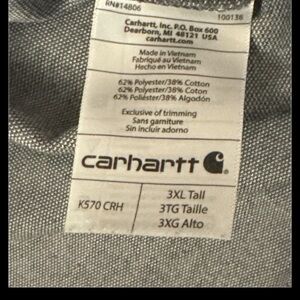 RN#14806 100138
Carhartt, Inc. P.O. Box 600
Dearborn, MI 48121 USA
carhartt.com
Made in Vietnam
Fabriqué au Vietnam
Hecho en Vietnam
62% Polyester/38% Cotton
62% Polyester/38% Coton
62% Poliéster/38% Algodón
Exclusive of trimming
Sans garniture
Sin incluir adorno
carhartt
K570 CRH
3XL Tall
3TG Taille
3XG Alto